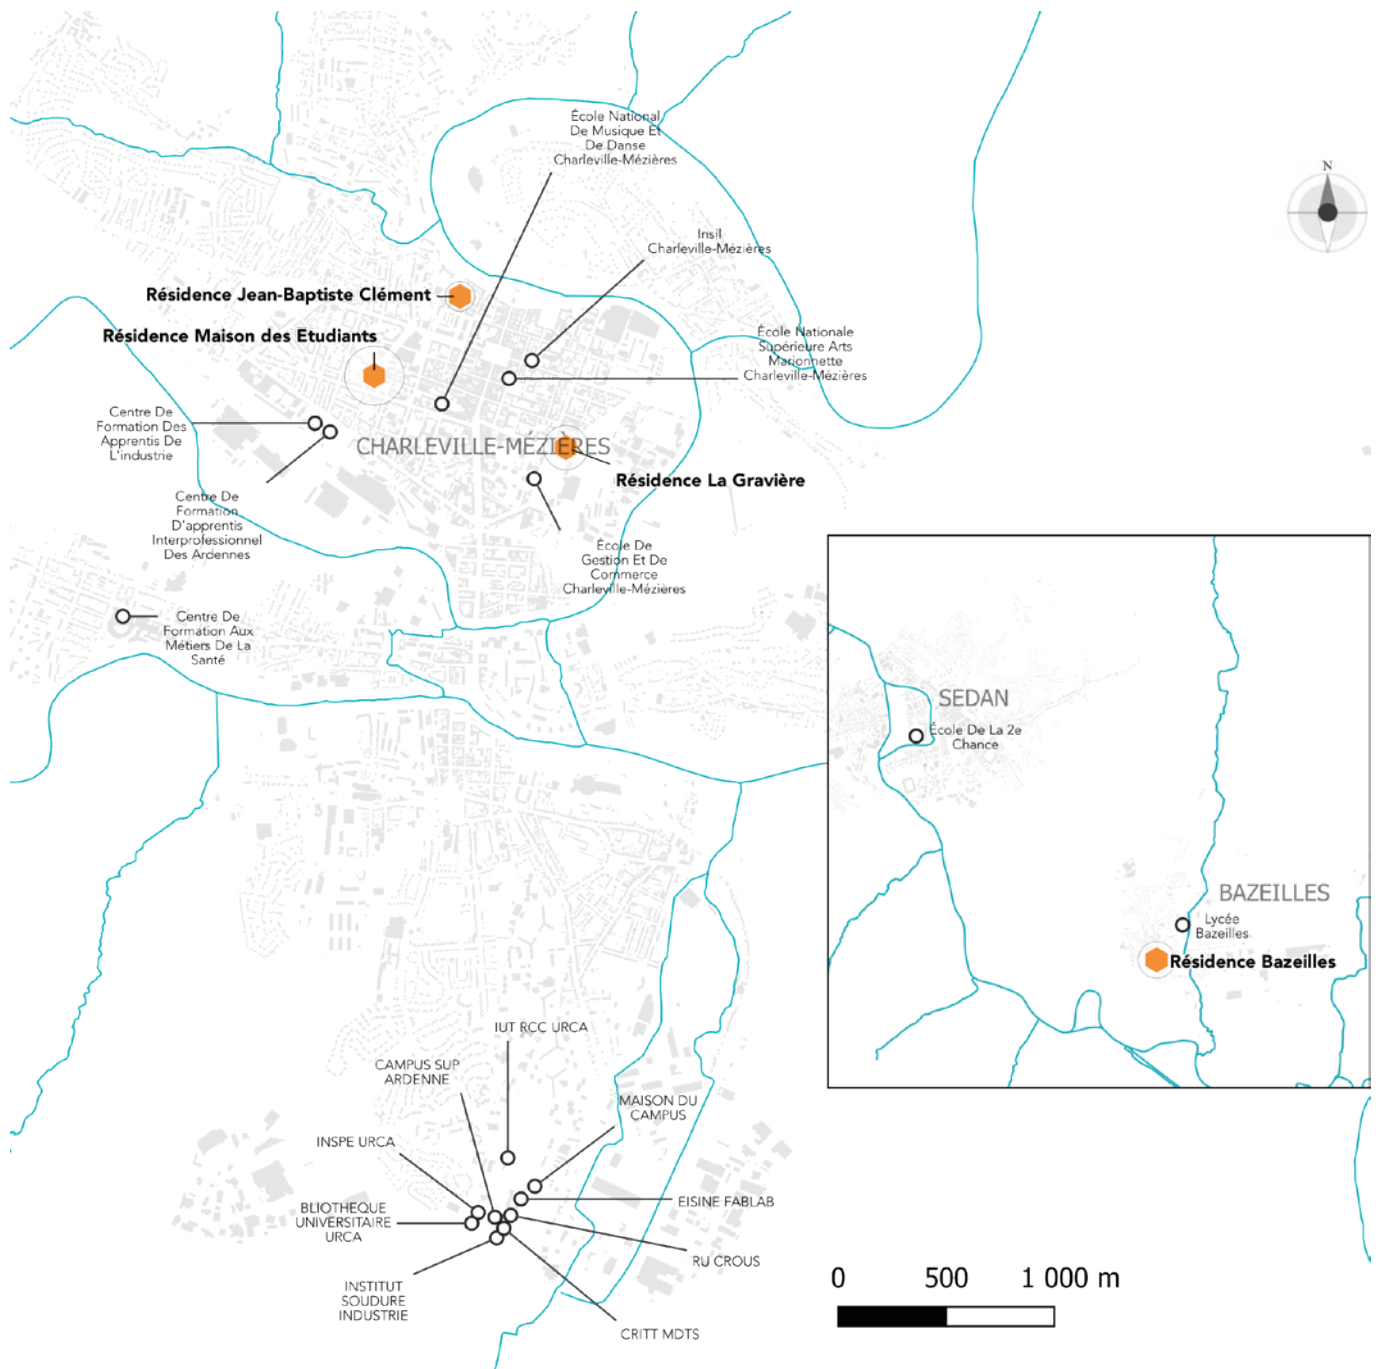 École National
De Musique Et
De Danse
Charleville-Mézières
N
Insil
Charleville-Mézières
Résidence Jean-Baptiste Clément
Résidence Maison des Etudiants
École Nationale
Supérieure Arts
Marionnette
Charleville-Mézières
Centre De
Formation Des
Apprentis De
L'industrie
CHARLEVILLE-MÉZIÈRES
Résidence La Gravière
Centre De
Formation
D'apprentis
Interprofessionnel
Des Ardennes
École De
Gestion Et De
Commerce
Charleville-Mézières
Centre De
Formation Aux
Métiers De La
Santé
SEDAN
École De La 2e
Chance
BAZEILLES
Lycée
Bazeilles
Résidence Bazeilles
IUT RCC URCA
CAMPUS SUP
ARDENNE
MAISON DU
CAMPUS
INSPE URCA
BLIOTHEQUE
UNIVERSITAIRE
URCA
EISINE FABLAB
RU CROUS
INSTITUT
SOUDURE
INDUSTRIE
CRITT MDTS
0 500 1 000 m